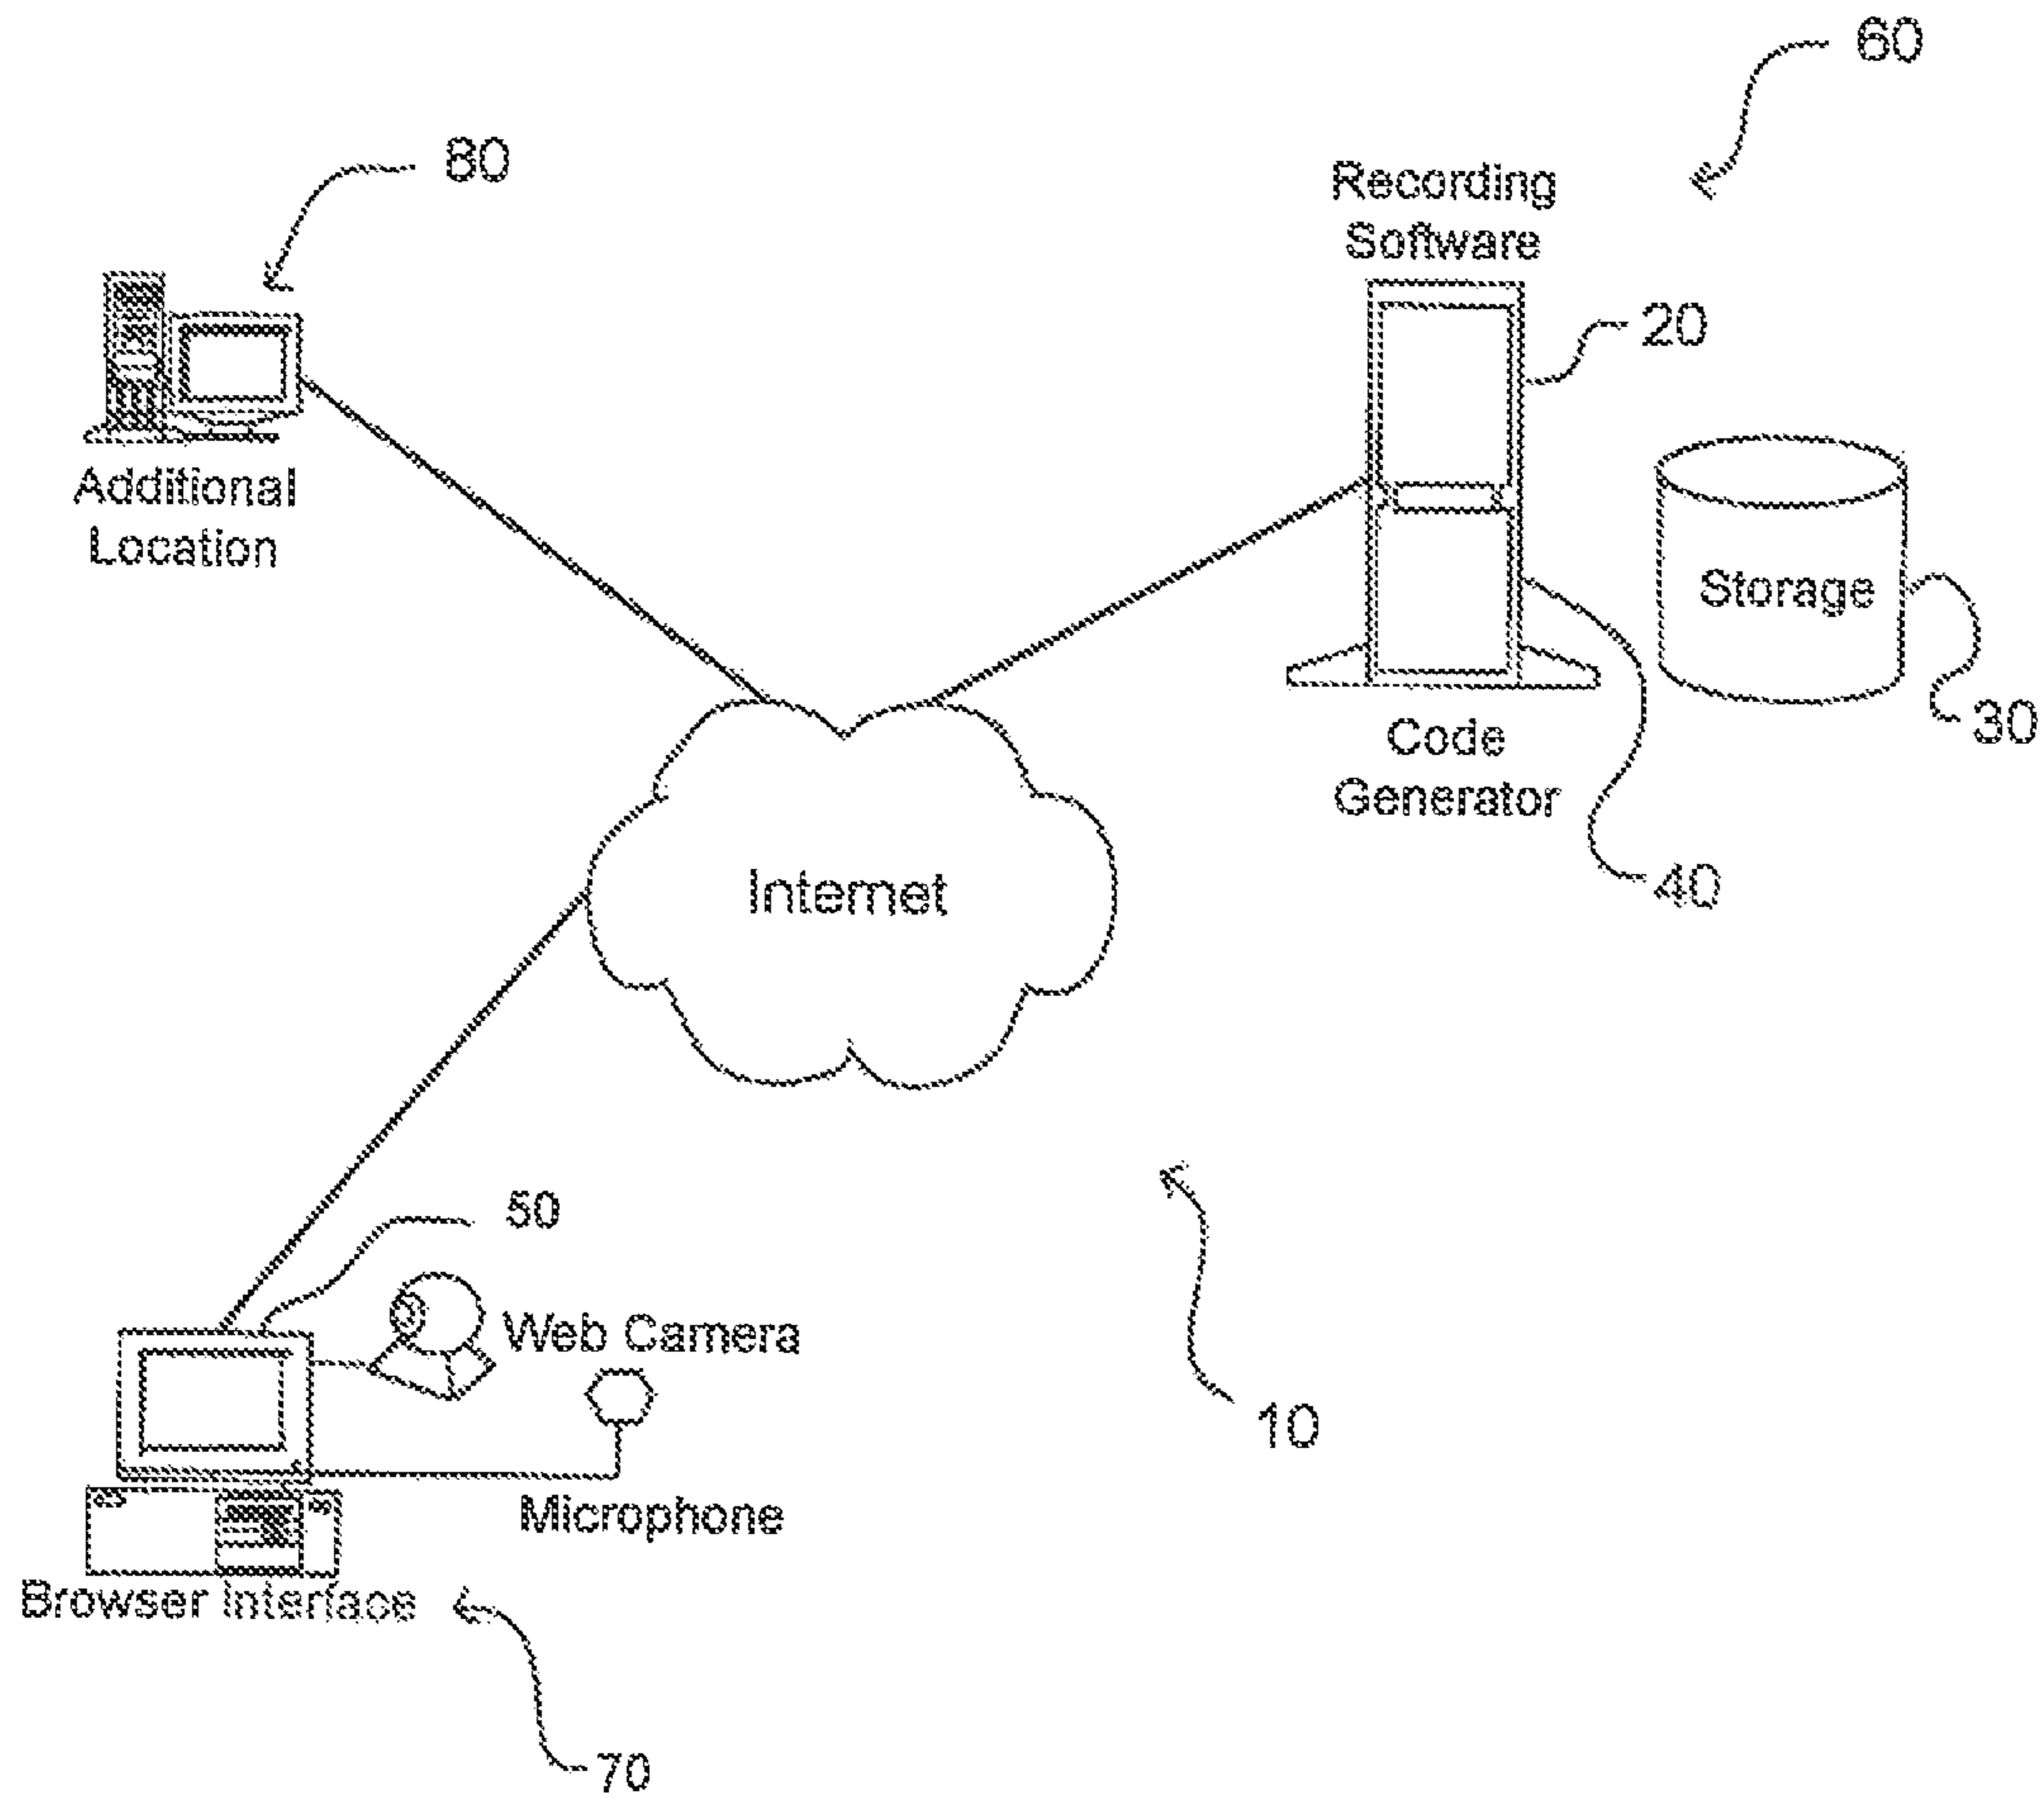 60
80
Recording
Software
20
Additional
Location
Storage
30
Code
Generator
40
Internet
50
Web Camera
10
Microphone
Browser Interface
70